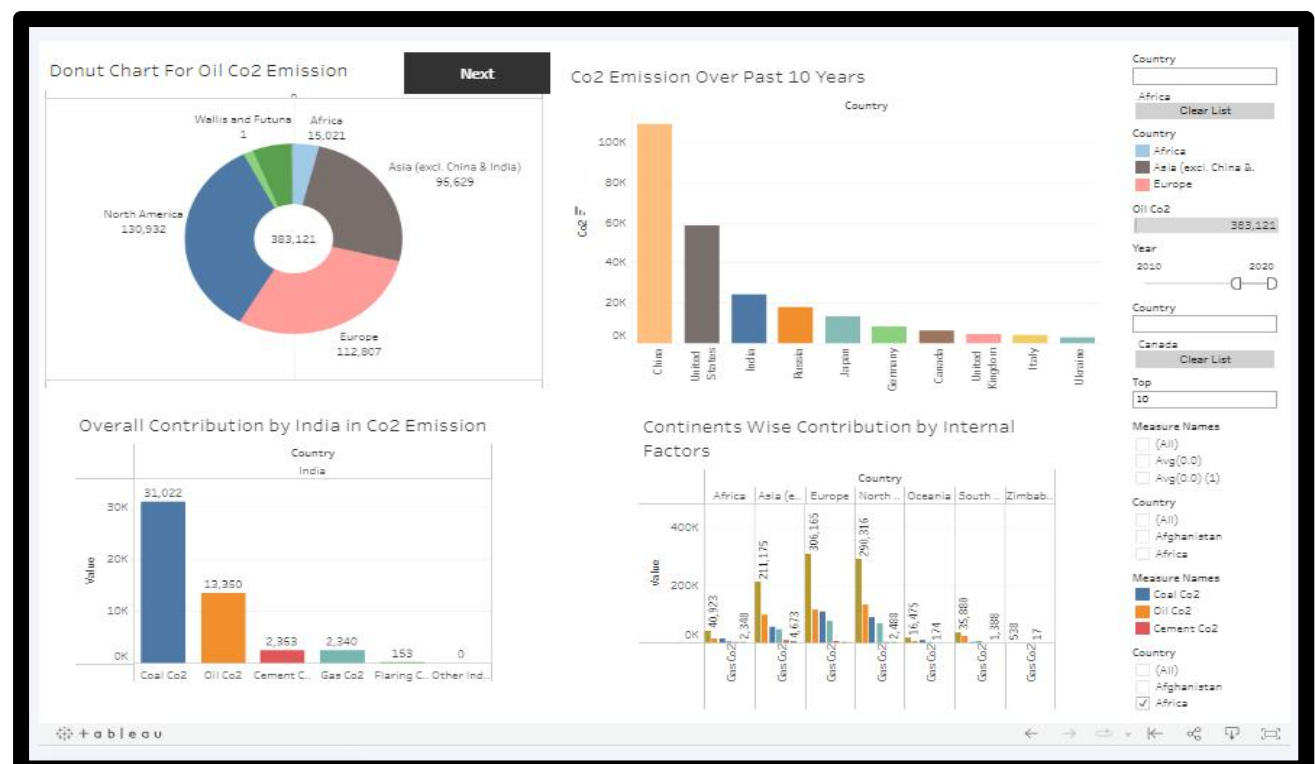 Donut Chart For Oil Co2 Emission
Next
Wallis and Futuna
1
Africa
15,021
Asia (excl. China & India)
95,629
North America
130,932
383,121
Europe
112,807
Co2 Emission Over Past 10 Years
Country
100K
80K
60K
40K
20K
0K
Co2
China
United States
India
Russia
Japan
Germany
Canada
United Kingdom
Italy
Ukraine
Overall Contribution by India in Co2 Emission
Country
India
Value
30K
20K
10K
0K
31,022
13,350
2,353
2,340
153
0
Coal Co2
Oil Co2
Cement C..
Gas Co2
Flaring C..
Other Ind..
Continents Wise Contribution by Internal
Factors
Country
Africa
Asia (e..
Europe
North ..
Oceania
South ..
Zimbab..
Value
400K
200K
0K
40,923
2,348
211,175
4,673
306,165
290,316
2,488
16,475
174
35,888
1,388
538
17
Gas Co2
Gas Co2
Gas Co2
Gas Co2
Gas Co2
Gas Co2
Gas Co2
Country
Africa
Clear List
Country
Africa
Asia (excl. China &.
Europe
Oil Co2
383,121
Year
2010 2020
Country
Canada
Clear List
Top
10
Measure Names
(All)
Avg(0.0)
Avg(0.0) (1)
Country
(All)
Afghanistan
Africa
Measure Names
Coal Co2
Oil Co2
Cement Co2
Country
(All)
Afghanistan
Africa
+ableau